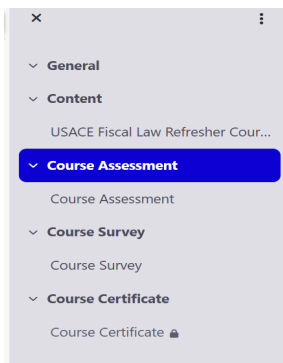 General
Content
USACE Fiscal Law Refresher Cour...
Course Assessment
Course Assessment
Course Survey
Course Survey
Course Certificate
Course Certificate